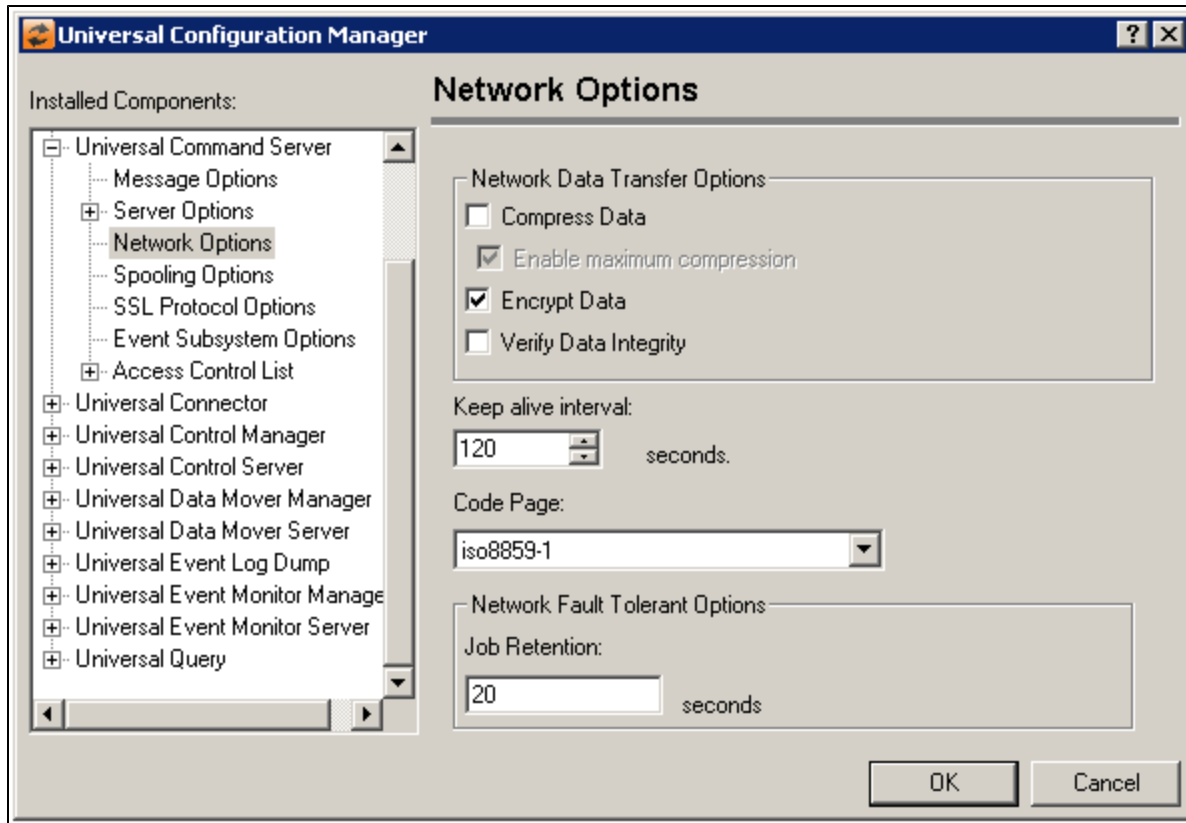 Universal Configuration Manager
Installed Components:
Universal Command Server
Message Options
Server Options
Network Options
Spooling Options
SSL Protocol Options
Event Subsystem Options
Access Control List
Universal Connector
Universal Control Manager
Universal Control Server
Universal Data Mover Manager
Universal Data Mover Server
Universal Event Log Dump
Universal Event Monitor Manage
Universal Event Monitor Server
Universal Query
Network Options
Network Data Transfer Options
Compress Data
Enable maximum compression
Encrypt Data
Verify Data Integrity
Keep alive interval:
120 seconds.
Code Page:
iso8859-1
Network Fault Tolerant Options
Job Retention:
20 seconds
OK Cancel